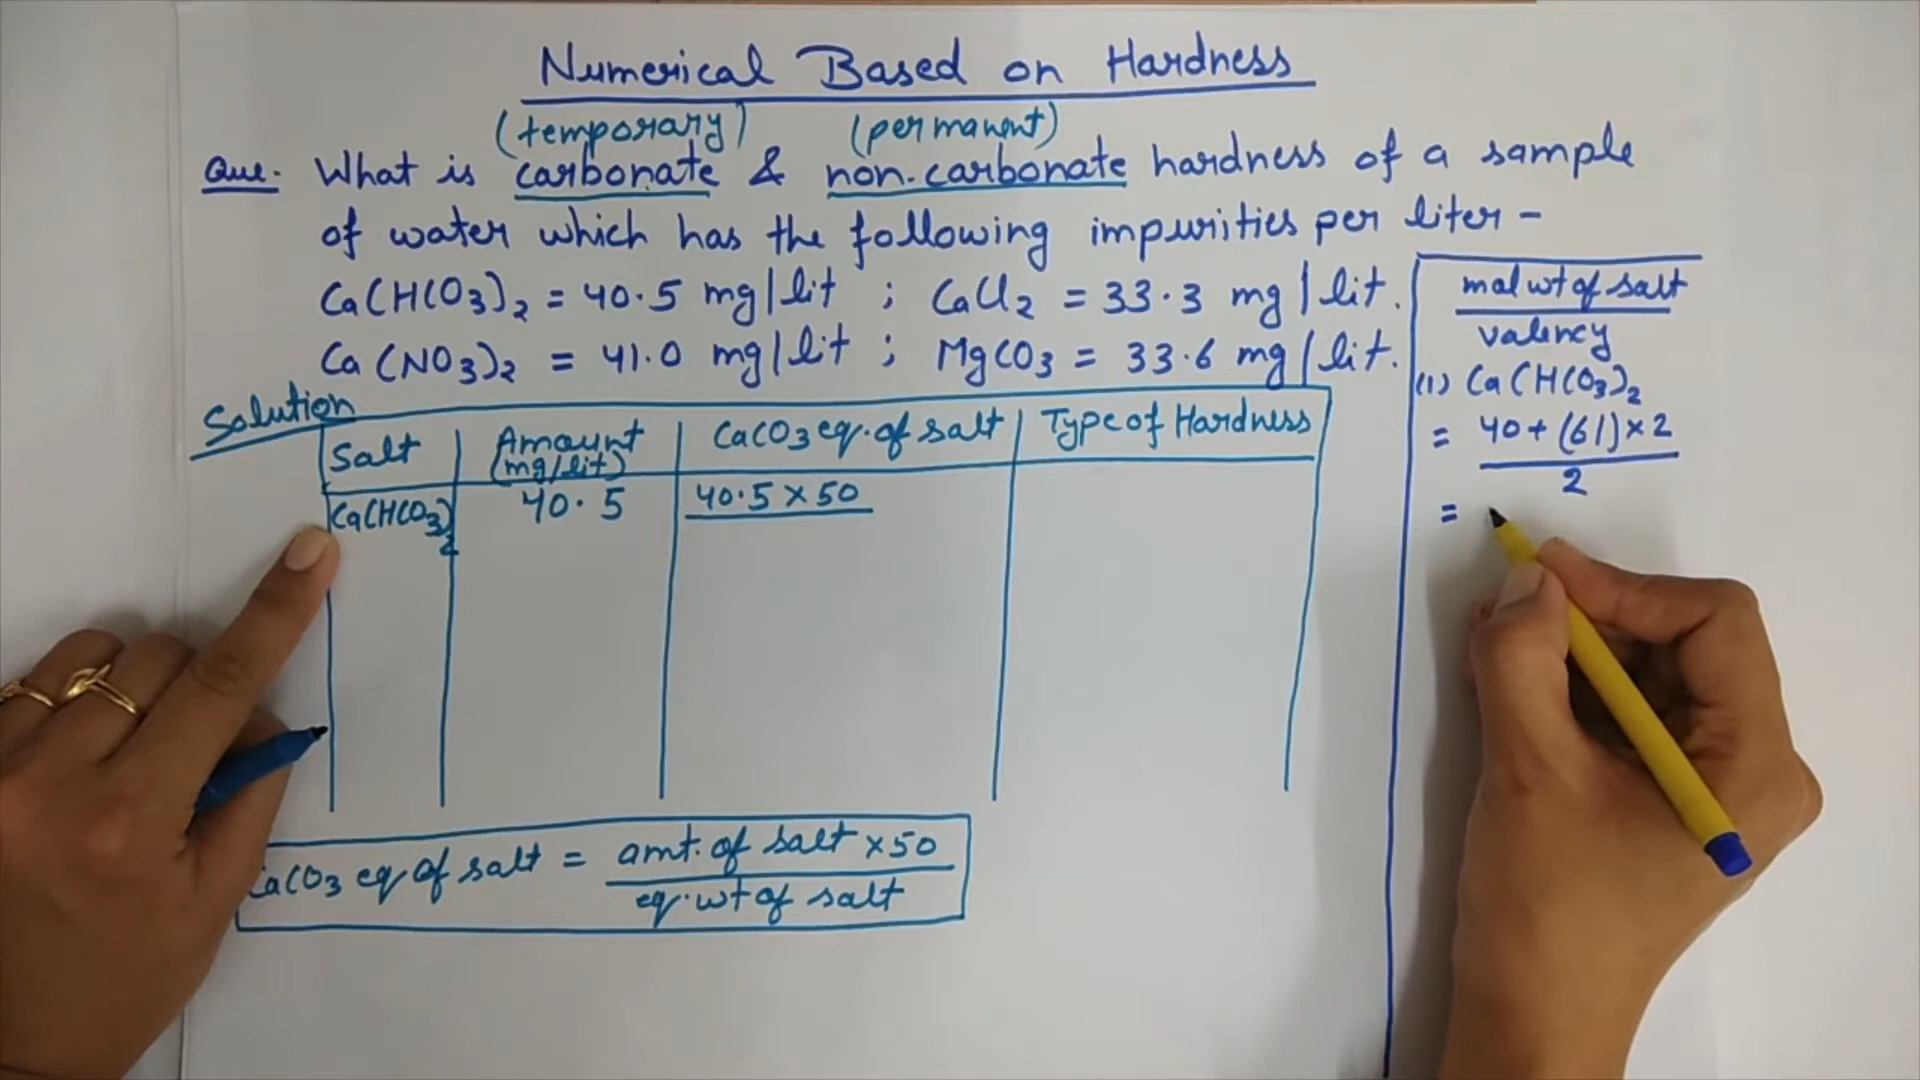 Numerical Based on Hardness
(temporary) (permanent)
Que. What is carbonate & non-carbonate hardness of a sample
of water which has the following impurities per liter -
Ca(HCO3)2 = 40.5 mg/lit ; CaCl2 = 33.3 mg/lit.
Ca(NO3)2 = 41.0 mg/lit ; MgCO3 = 33.6 mg/lit.
Solution
Salt | Amount (mg/lit) | CaCO3 eq. of salt | Type of Hardness
Ca(HCO3)2 | 40.5 | 40.5 x 50
CaCO3 eq of salt = amt. of salt x 50
eq. wt of salt
mol wt of salt
valency
(1) Ca(HCO3)2
= 40 + (61) x 2
2
=